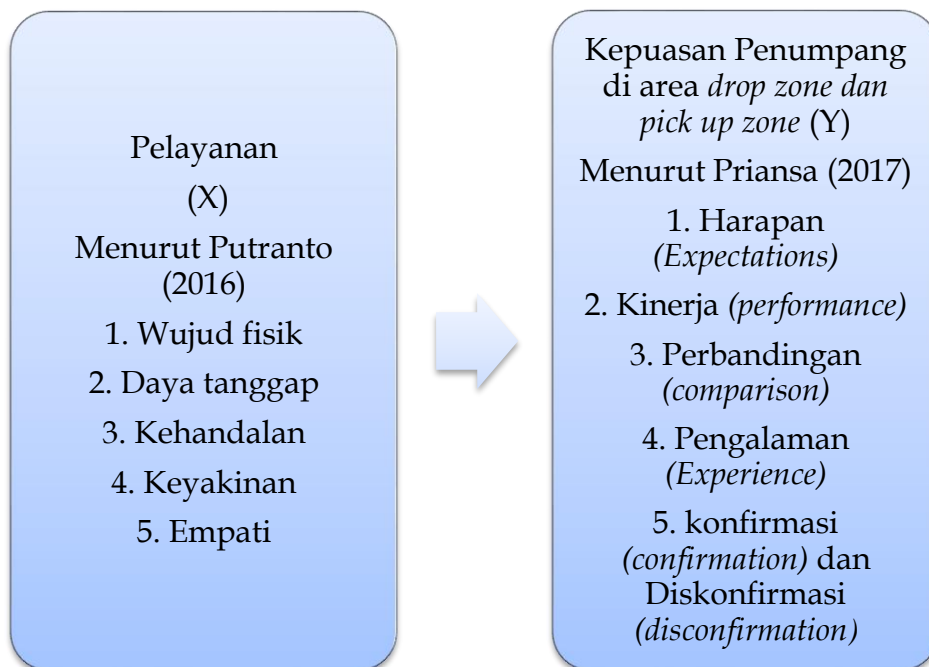 Pelayanan
(X)
Menurut Putranto
(2016)
1. Wujud fisik
2. Daya tanggap
3. Kehandalan
4. Keyakinan
5. Empati
Kepuasan Penumpang
di area drop zone dan
pick up zone (Y)
Menurut Priansa (2017)
1. Harapan
(Expectations)
2. Kinerja (performance)
3. Perbandingan
(comparison)
4. Pengalaman
(Experience)
5. konfirmasi
(confirmation) dan
Diskonfirmasi
(disconfirmation)